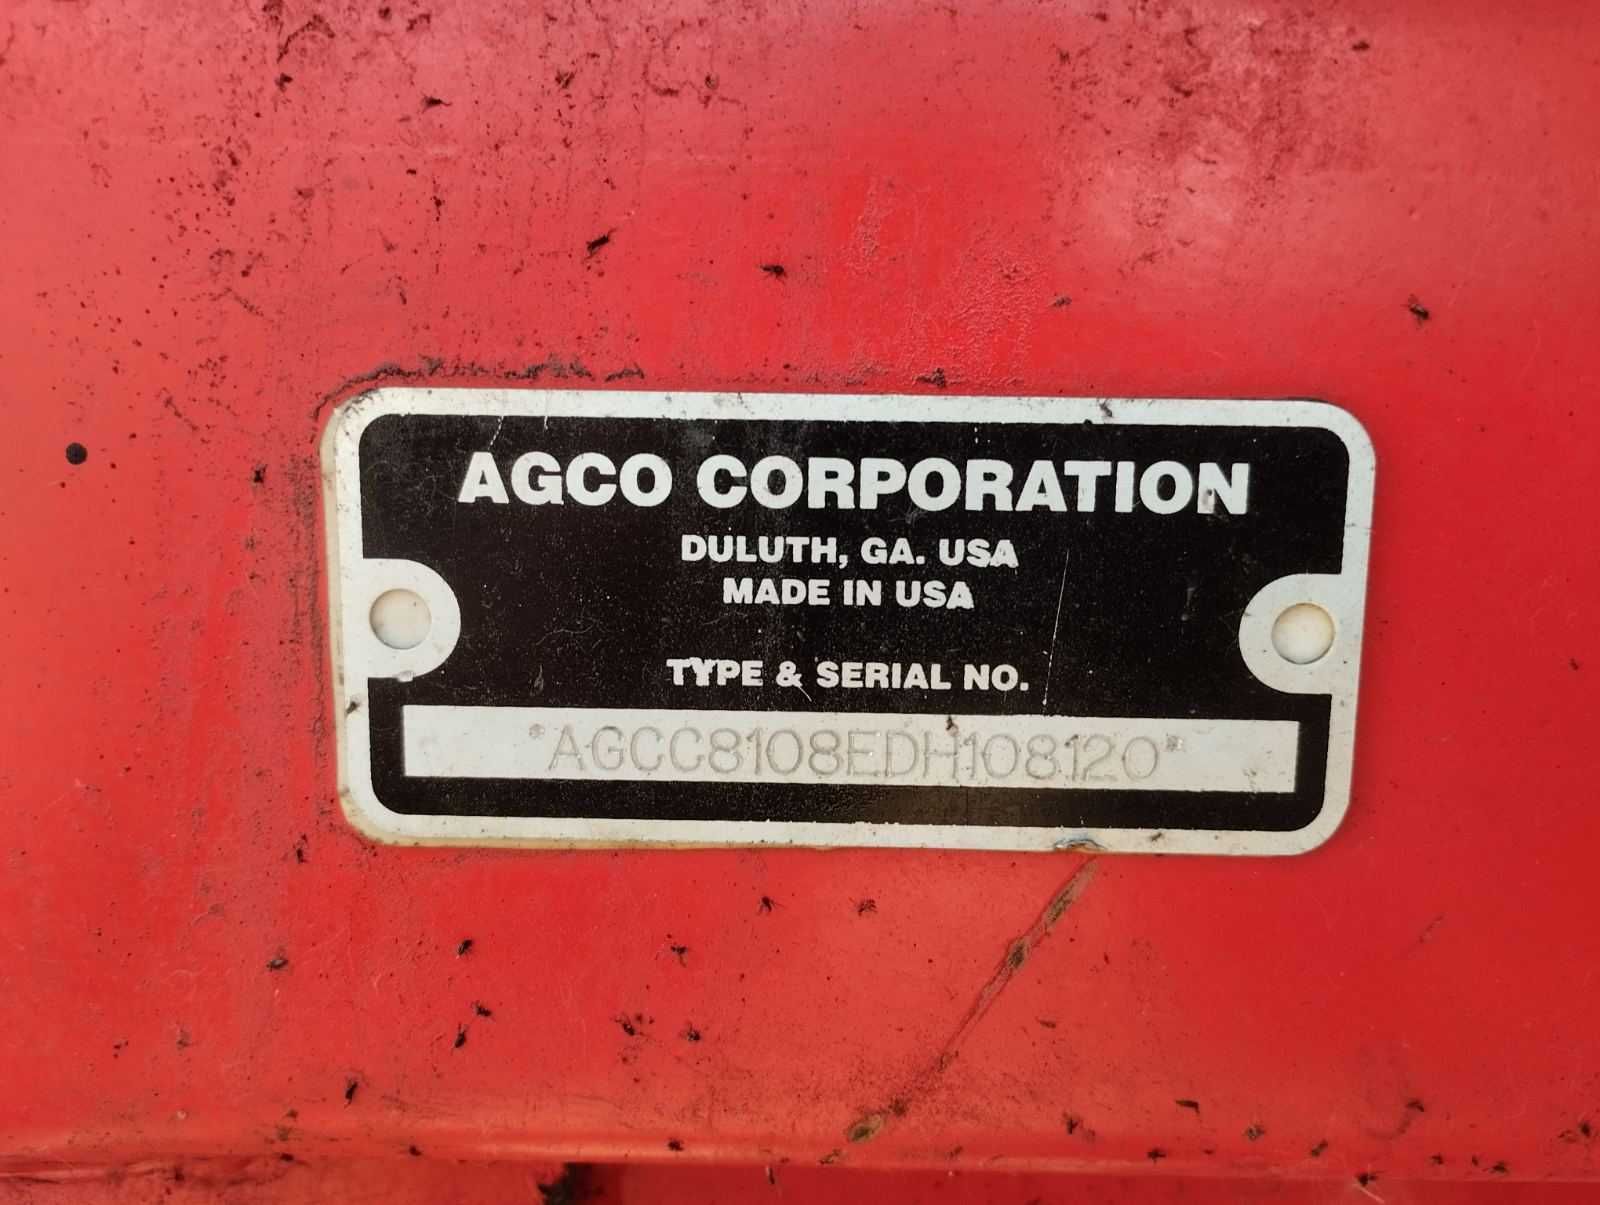 AGCO CORPORATION
DULUTH, GA. USA
MADE IN USA
TYPE & SERIAL NO.
*AGCC8108EDH108120*